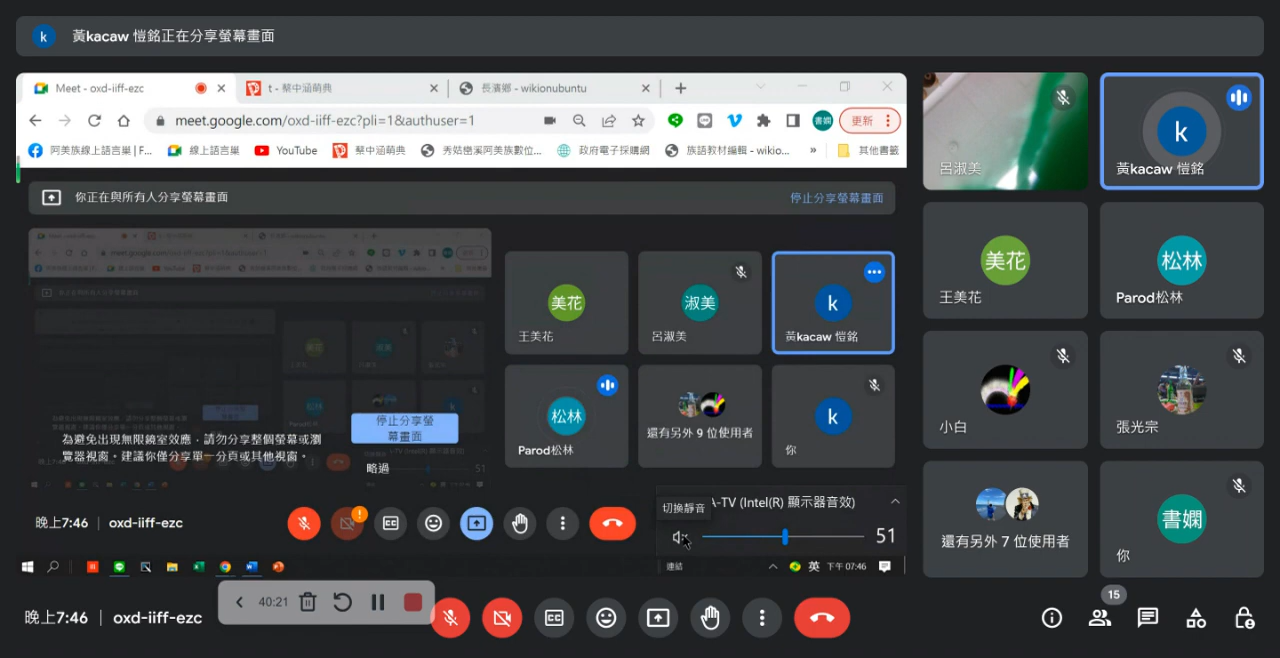 k 黃kacaw 愷銘正在分享螢幕畫面
Meet - oxd-iiff-ezc
t - 蔡中涵萌典
長濱鄉 - wikionubuntu
meet.google.com/oxd-iiff-ezc?pli=1&authuser=1
書嫻
更新
阿美族線上語言巢 | F...
線上語言巢
YouTube
蔡中涵萌典
秀姑巒溪阿美族數位...
政府電子採購網
族語教材編輯 - wikio...
»
其他書籤
你正在與所有人分享螢幕畫面
停止分享螢幕畫面
美花
王美花
淑美
呂淑美
k
黃kacaw 愷銘
松林
Parod松林
還有另外 9 位使用者
k
你
為避免出現無限鏡室效應，請勿分享整個螢幕或瀏
覽器視窗。建議你僅分享單一分頁或其他視窗。
停止分享螢
幕畫面
略過
晚上7:46 | oxd-iiff-ezc
切換靜音
A-TV (Intel(R) 顯示器音效)
51
連結
英 下午 07:46
呂淑美
k
黃kacaw 愷銘
美花
王美花
松林
Parod松林
小白
張光宗
還有另外 7 位使用者
書嫻
你
晚上7:46 | oxd-iiff-ezc
40:21
15